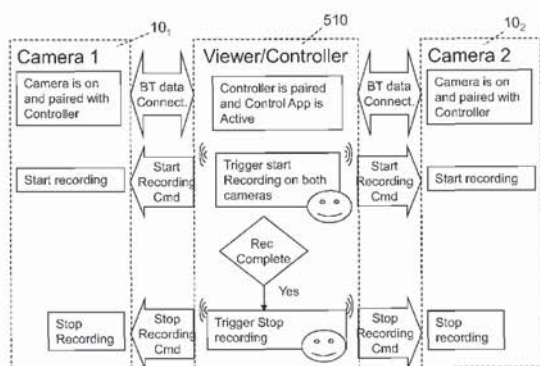 10₁
510
10₂
Camera 1
Viewer/Controller
Camera 2
Camera is on
and paired with
Controller
BT data
Connect.
Controller is paired
and Control App is
Active
BT data
Connect.
Camera is on
and paired with
Controller
Start recording
Start
Recording
Cmd
Trigger start
Recording on both
cameras
Start
Recording
Cmd
Start recording
Rec
Complete
Yes
Stop
Recording
Stop
Recording
Cmd
Trigger Stop
recording
Stop
Recording
Cmd
Stop
recording